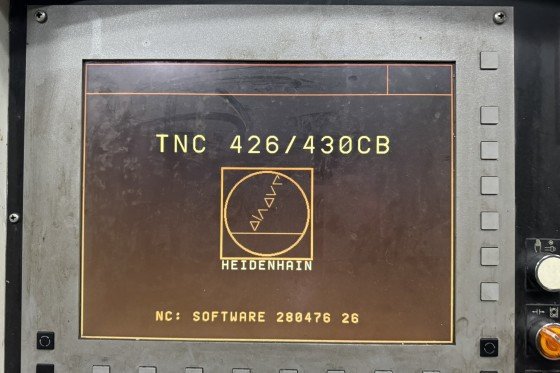 TNC 426/430CB
HEIDENHAIN
NC: SOFTWARE 280476 26